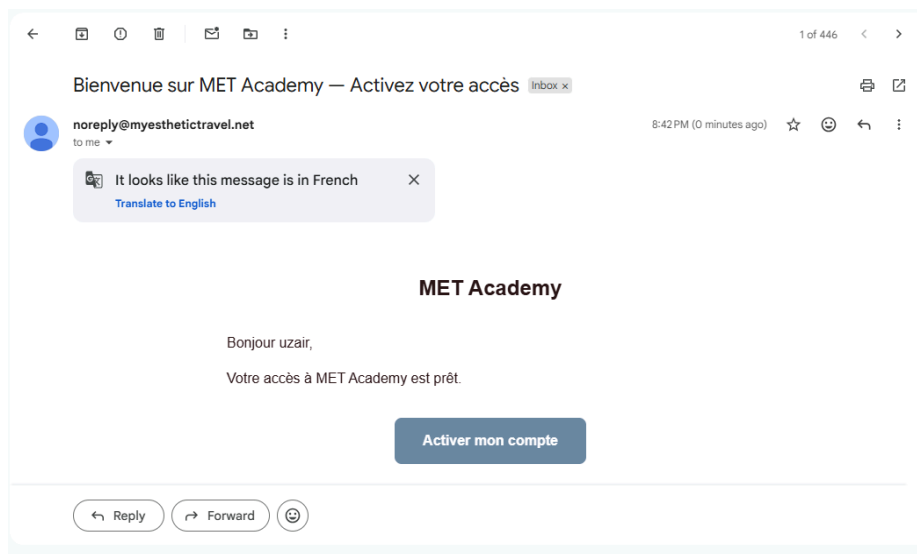 1 of 446
Bienvenue sur MET Academy — Activez votre accès Inbox x
noreply@myesthetictravel.net 8:42 PM (0 minutes ago)
to me
It looks like this message is in French
Translate to English
MET Academy
Bonjour uzair,
Votre accès à MET Academy est prêt.
Activer mon compte
Reply Forward